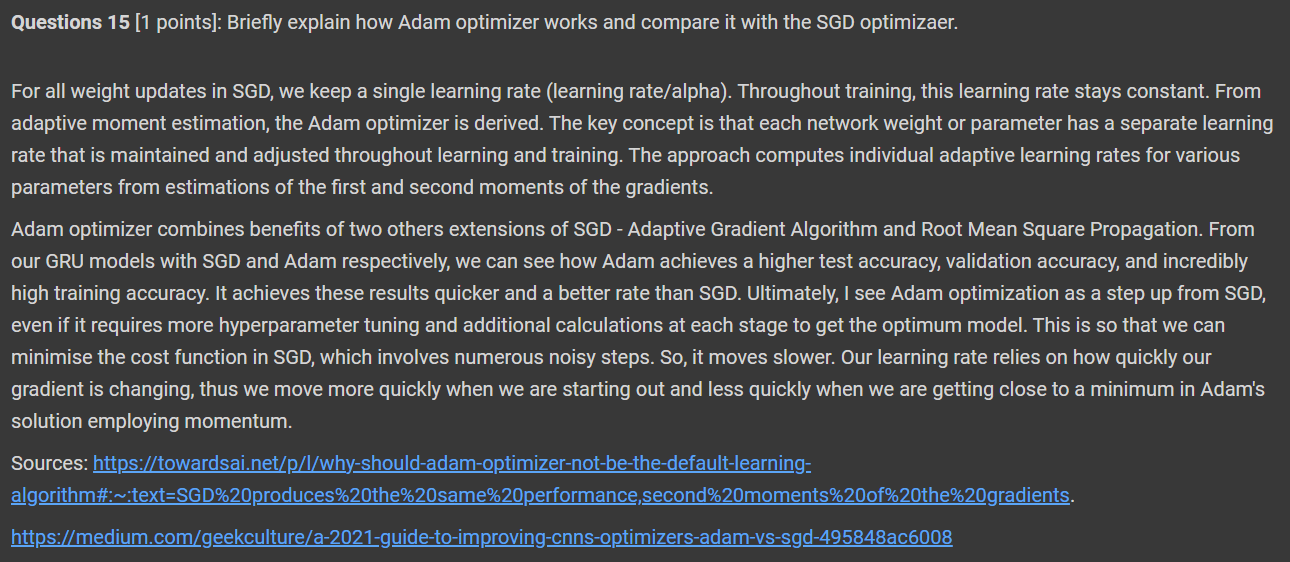 Questions 15 [1 points]: Briefly explain how Adam optimizer works and compare it with the SGD optimizaer.
For all weight updates in SGD, we keep a single learning rate (learning rate/alpha). Throughout training, this learning rate stays constant. From
adaptive moment estimation, the Adam optimizer is derived. The key concept is that each network weight or parameter has a separate learning
rate that is maintained and adjusted throughout learning and training. The approach computes individual adaptive learning rates for various
parameters from estimations of the first and second moments of the gradients.
Adam optimizer combines benefits of two others extensions of SGD - Adaptive Gradient Algorithm and Root Mean Square Propagation. From
our GRU models with SGD and Adam respectively, we can see how Adam achieves a higher test accuracy, validation accuracy, and incredibly
high training accuracy. It achieves these results quicker and a better rate than SGD. Ultimately, I see Adam optimization as a step up from SGD,
even if it requires more hyperparameter tuning and additional calculations at each stage to get the optimum model. This is so that we can
minimise the cost function in SGD, which involves numerous noisy steps. So, it moves slower. Our learning rate relies on how quickly our
gradient is changing, thus we move more quickly when we are starting out and less quickly when we are getting close to a minimum in Adam's
solution employing momentum.
Sources: https://towardsai.net/p/l/why-should-adam-optimizer-not-be-the-default-learning-
algorithm#:~:text=SGD%20produces%20the%20same%20performance,second%20moments%20of%20the%20gradients.
https://medium.com/geekculture/a-2021-guide-to-improving-cnns-optimizers-adam-vs-sgd-495848ac6008